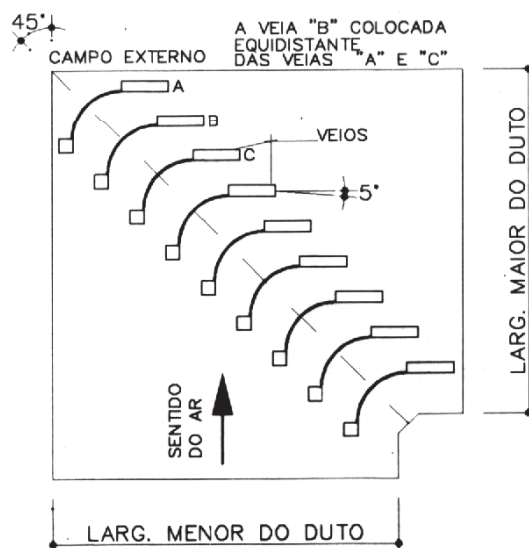 45°
A VEIA "B" COLOCADA
EQUIDISTANTE
DAS VEIAS "A" E "C"
CAMPO EXTERNO
A
B
C
VEIOS
5°
LARG. MAIOR DO DUTO
SENTIDO
DO AR
LARG. MENOR DO DUTO